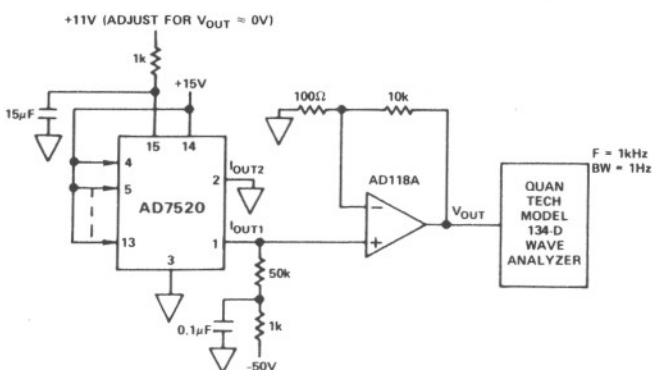 +11V (ADJUST FOR VOUT ≈ 0V)
1k
+15V
15µF
100Ω
10k
15
14
F = 1kHz
BW = 1Hz
4
5
13
AD7520
2
IOUT2
IOUT1
1
3
AD118A
−
+
VOUT
QUAN
TECH
MODEL
134-D
WAVE
ANALYZER
50k
0.1µF
1k
-50V